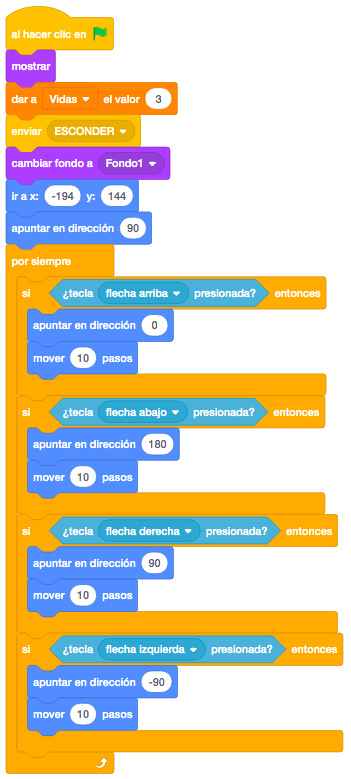 al hacer clic en
mostrar
dar a Vidas el valor 3
enviar ESCONDER
cambiar fondo a Fondo1
ir a x: -194 y: 144
apuntar en dirección 90
por siempre
si ¿tecla flecha arriba presionada? entonces
apuntar en dirección 0
mover 10 pasos
si ¿tecla flecha abajo presionada? entonces
apuntar en dirección 180
mover 10 pasos
si ¿tecla flecha derecha presionada? entonces
apuntar en dirección 90
mover 10 pasos
si ¿tecla flecha izquierda presionada? entonces
apuntar en dirección -90
mover 10 pasos